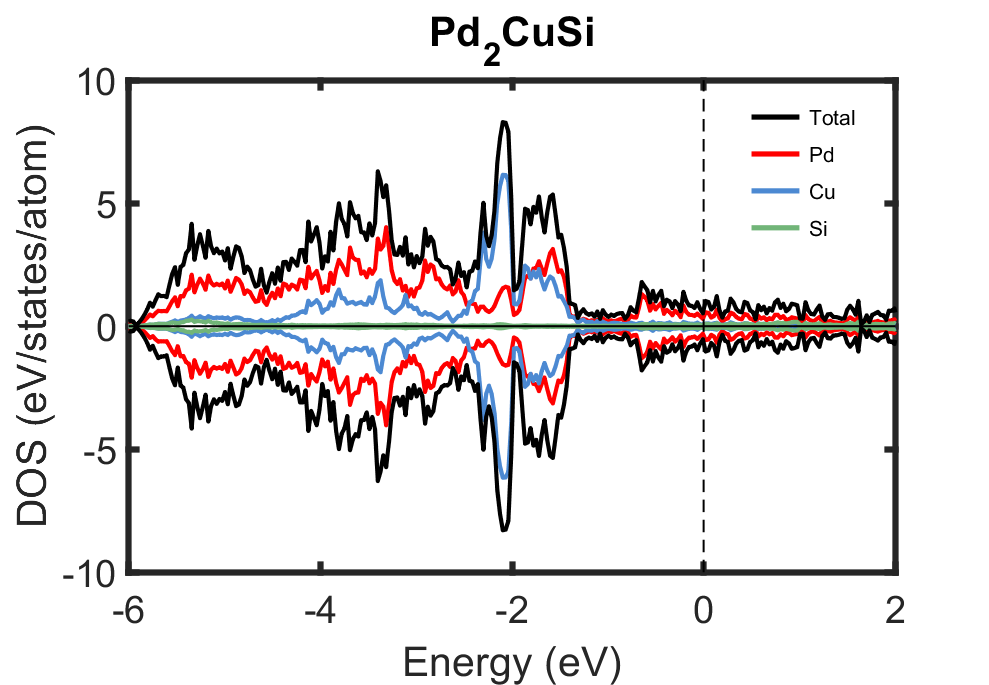 Pd2CuSi
DOS (eV/states/atom)
10
5
0
-5
-10
Total
Pd
Cu
Si
-6 -4 -2 0 2
Energy (eV)